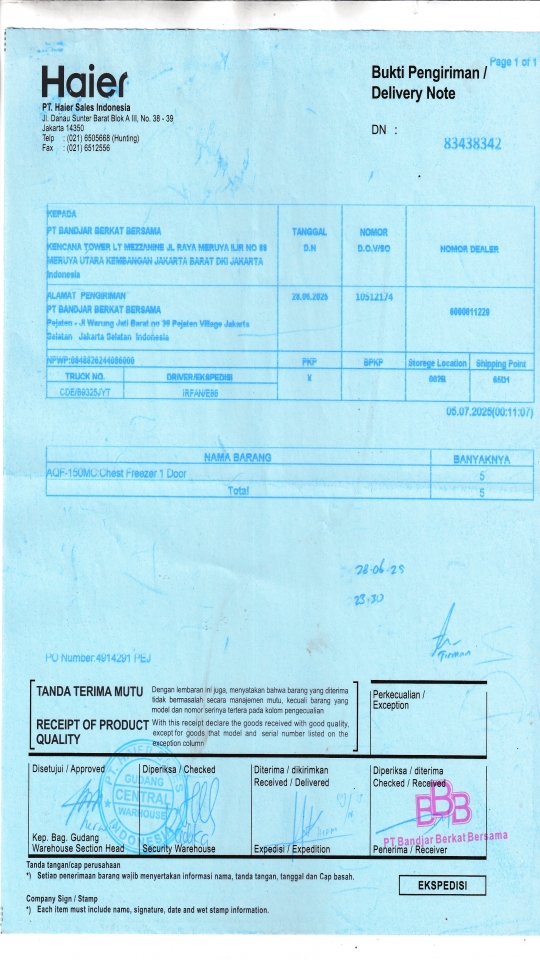 Page 1 of 1
Haier
Bukti Pengiriman /
Delivery Note
PT. Haier Sales Indonesia
Jl. Danau Sunter Barat Blok A III, No. 38 - 39
Jakarta 14350
Telp : (021) 6505668 (Hunting)
Fax : (021) 6512556
DN :
83438342
KEPADA
PT BANDJAR BERKAT BERSAMA
KENCANA TOWER LT MEZZANINE JL RAYA MERUYA ILIR NO 88
MERUYA UTARA KEMBANGAN JAKARTA BARAT DKI JAKARTA
Indonesia
TANGGAL
D.N
NOMOR
D.O.V/SO
NOMOR DEALER
ALAMAT PENGIRIMAN
PT BANDJAR BERKAT BERSAMA
Pejaten - Jl Warung Jati Barat no 39 Pejaten Village Jakarta
Selatan Jakarta Selatan Indonesia
28.06.2025
10512174
NPWP:
PKP
BPKP
Storege Location
Shipping Point
TRUCK NO.
DRIVER/EKSPEDISI
X
65D1
CDE/B9325JYT
05.07.2025(00:11:07)
NAMA BARANG
BANYAKNYA
AQF-150MC:Chest Freezer 1 Door
5
Total
5
28-06-25
23:30
Firman
PO Number:4914291 PEJ
TANDA TERIMA MUTU
Dengan lembaran ini juga, menyatakan bahwa barang yang diterima
tidak bermasalah secara manajemen mutu, kecuali barang yang
model dan nomor serinya tertera pada kolom pengecualian
RECEIPT OF PRODUCT
QUALITY
With this receipt declare the goods received with good quality,
except for goods that model and serial number listed on the
exception column
Perkecualian /
Exception
Disetujui / Approved
Diperiksa / Checked
Diterima / dikirimkan
Received / Delivered
Diperiksa / diterima
Checked / Received
GUDANG
CENTRAL
WAREHOUSE
INDONESIA
BBB
PT.Bandjar Berkat Bersama
Kep. Bag. Gudang
Warehouse Section Head
Security Warehouse
Expedisi / Expedition
Penerima / Receiver
Tanda tangan/cap perusahaan
*) Setiao penerimaan barang wajib menyertakan informasi nama, tanda tangan, tanggal dan Cap basah.
EKSPEDISI
Company Sign / Stamp
*) Each item must include name, signature, date and wet stamp information.